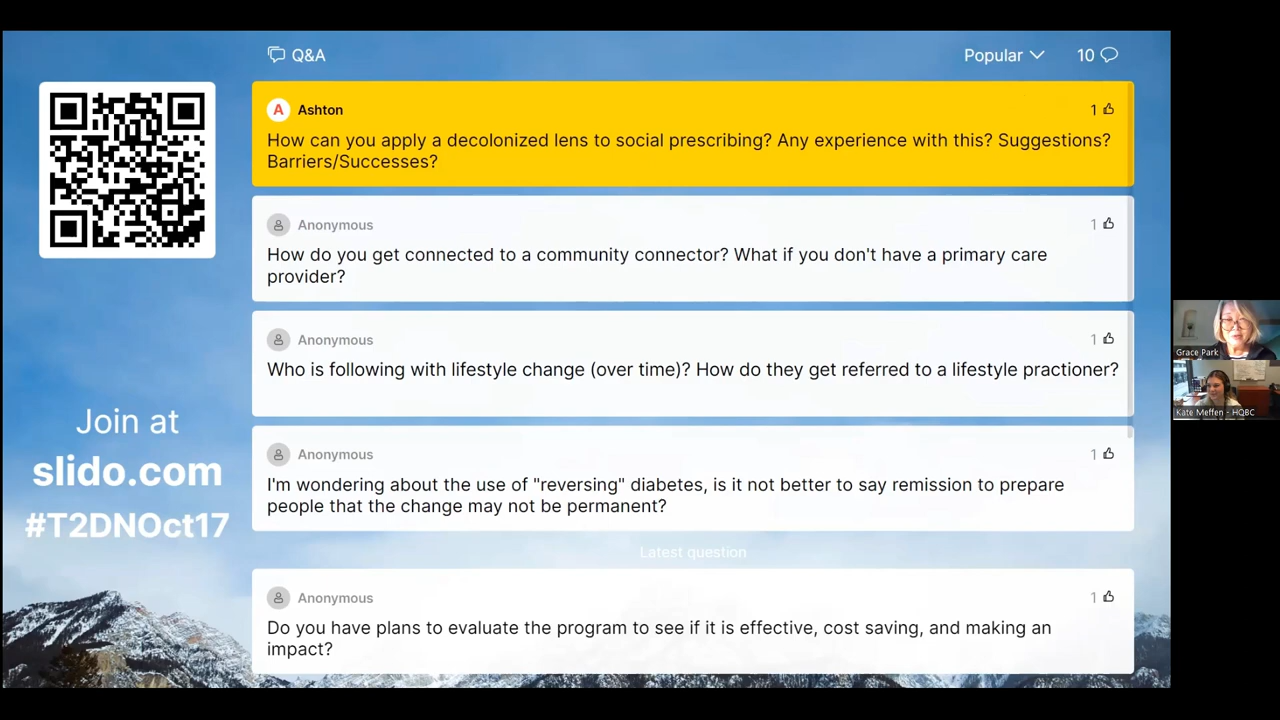 Q&A
Popular
10
A Ashton
1
How can you apply a decolonized lens to social prescribing? Any experience with this? Suggestions?
Barriers/Successes?
Anonymous
1
How do you get connected to a community connector? What if you don't have a primary care
provider?
Anonymous
1
Who is following with lifestyle change (over time)? How do they get referred to a lifestyle practioner?
Anonymous
1
I'm wondering about the use of "reversing" diabetes, is it not better to say remission to prepare
people that the change may not be permanent?
Latest question
Anonymous
1
Do you have plans to evaluate the program to see if it is effective, cost saving, and making an
impact?
Join at
slido.com
#T2DNOct17
Grace Park
Kate Meffen - HQBC